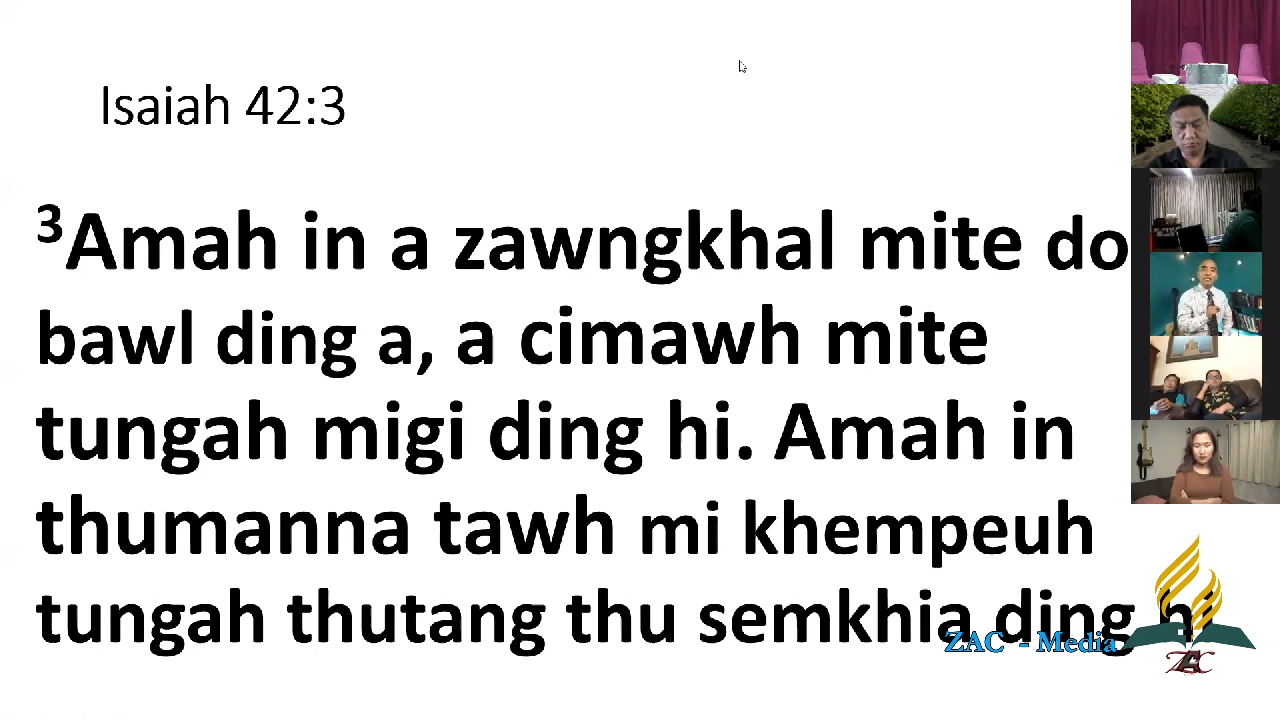 Isaiah 42:3
³Amah in a zawngkhal mite do
bawl ding a, a cimawh mite
tungah migi ding hi. Amah in
thumanna tawh mi khempeuh
tungah thutang thu semkhia ding h
ZAC - Media
ZAC